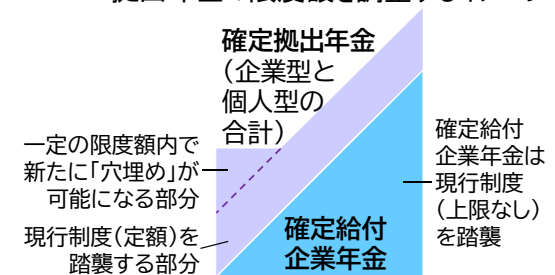 確定拠出年金
（企業型と
個人型の
合計）
一定の限度額内で
新たに「穴埋め」が
可能になる部分
現行制度（定額）を
踏襲する部分
確定給付
企業年金
確定給付
企業年金は
現行制度
（上限なし）
を踏襲